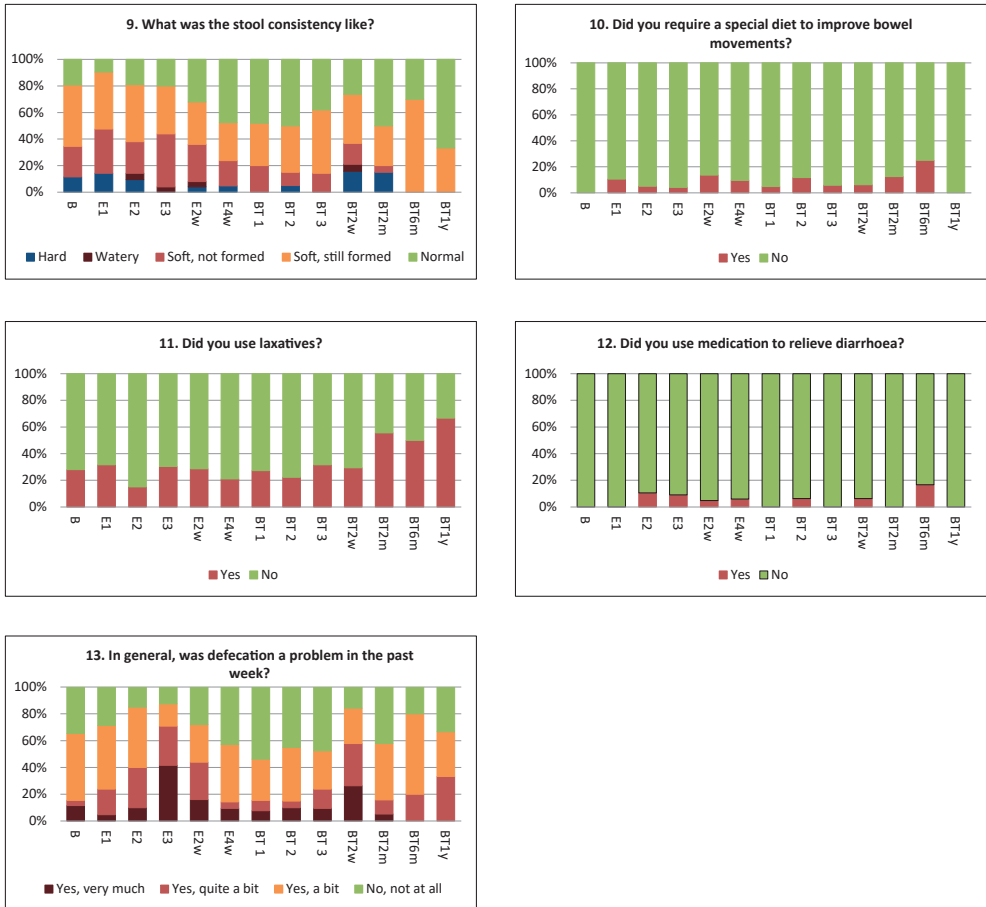 9. What was the stool consistency like?
100%
80%
60%
40%
20%
0%
B E1 E2 E3 E2w E4w BT 1 BT 2 BT 3 BT2w BT2m BT6m BT1y
Hard Watery Soft, not formed Soft, still formed Normal
10. Did you require a special diet to improve bowel
movements?
100%
80%
60%
40%
20%
0%
B E1 E2 E3 E2w E4w BT 1 BT 2 BT 3 BT2w BT2m BT6m BT1y
Yes No
11. Did you use laxatives?
100%
80%
60%
40%
20%
0%
B E1 E2 E3 E2w E4w BT 1 BT 2 BT 3 BT2w BT2m BT6m BT1y
Yes No
12. Did you use medication to relieve diarrhoea?
100%
80%
60%
40%
20%
0%
B E1 E2 E3 E2w E4w BT 1 BT 2 BT 3 BT2w BT2m BT6m BT1y
Yes No
13. In general, was defecation a problem in the past
week?
100%
80%
60%
40%
20%
0%
B E1 E2 E3 E2w E4w BT 1 BT 2 BT 3 BT2w BT2m BT6m BT1y
Yes, very much Yes, quite a bit Yes, a bit No, not at all